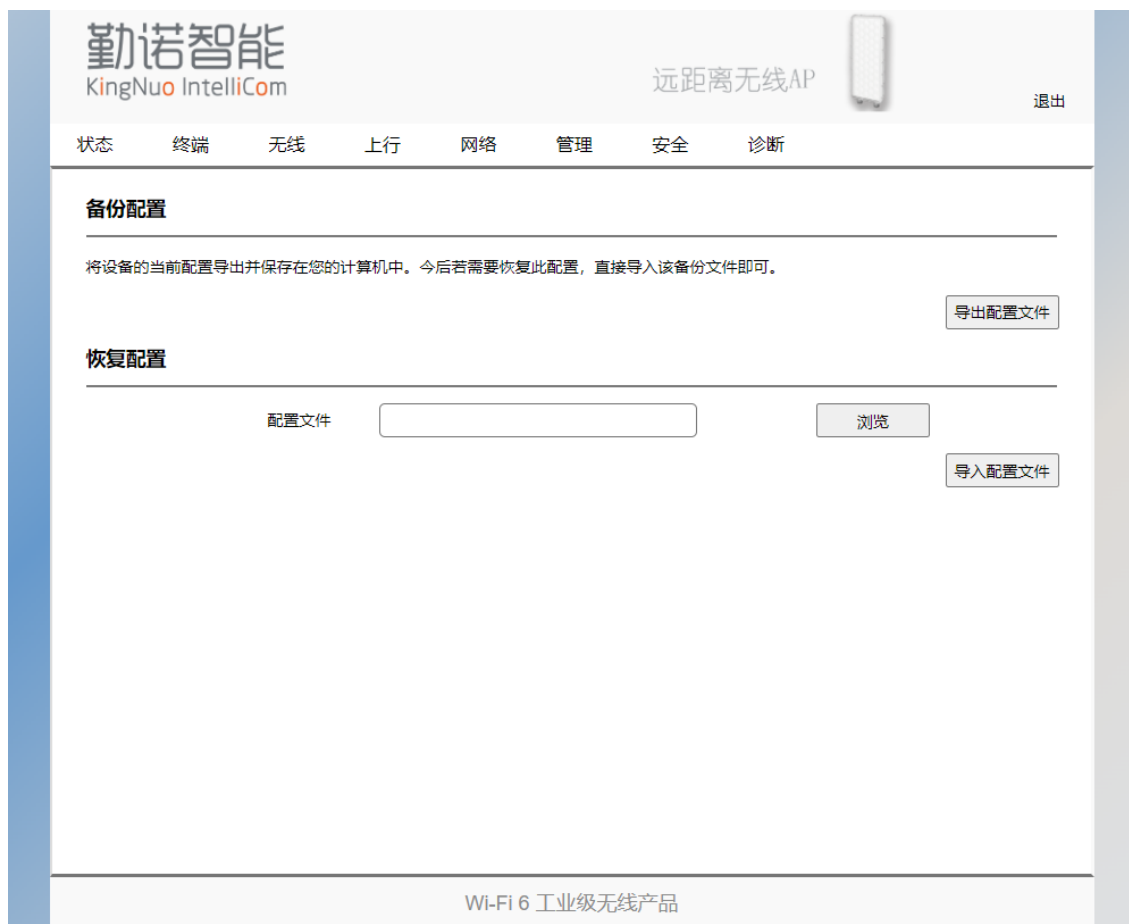 勤诺智能
KingNuo IntelliCom
远距离无线AP
退出
状态 终端 无线 上行 网络 管理 安全 诊断
备份配置
将设备的当前配置导出并保存在您的计算机中。今后若需要恢复此配置，直接导入该备份文件即可。
导出配置文件
恢复配置
配置文件 浏览
导入配置文件
Wi-Fi 6 工业级无线产品